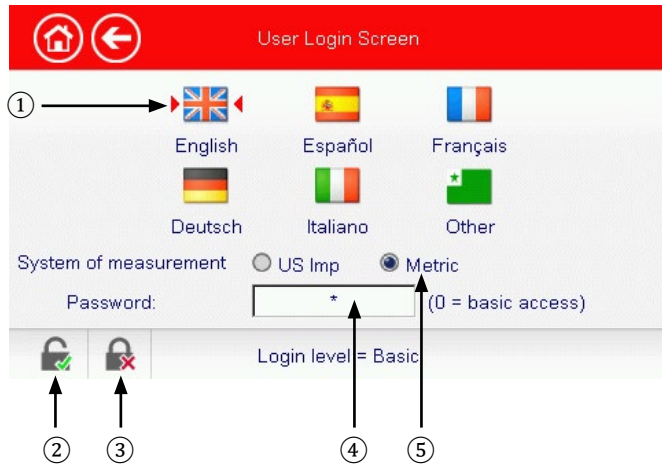 User Login Screen
①
English Español Français
Deutsch Italiano Other
System of measurement US Imp Metric
Password: * (0 = basic access)
Login level = Basic
② ③ ④ ⑤